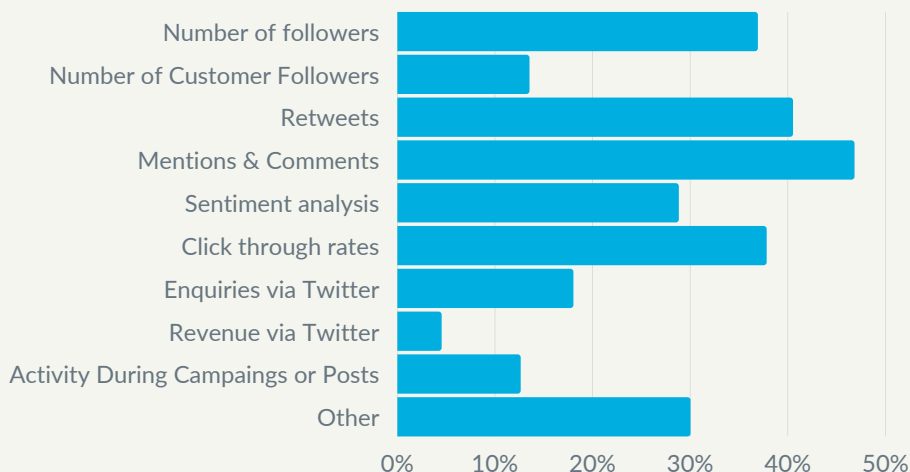 Number of followers
Number of Customer Followers
Retweets
Mentions & Comments
Sentiment analysis
Click through rates
Enquiries via Twitter
Revenue via Twitter
Activity During Campaings or Posts
Other
0% 10% 20% 30% 40% 50%